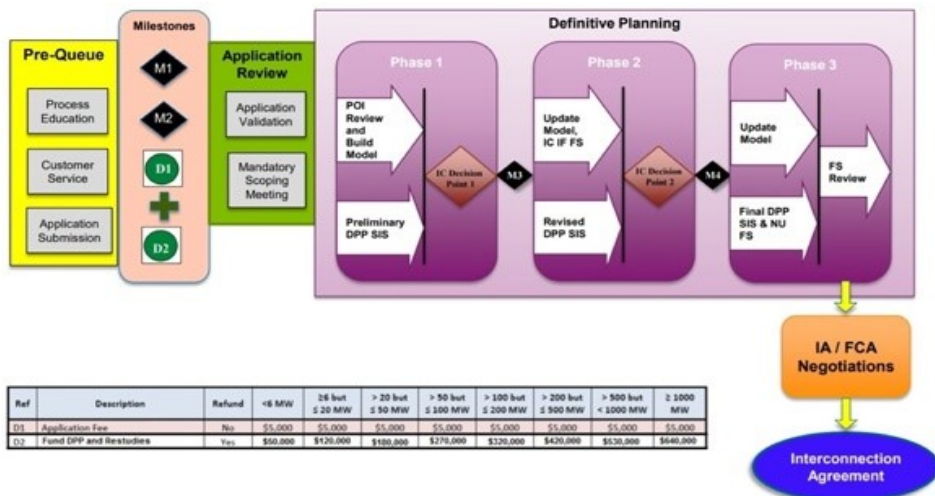 Definitive Planning
Milestones
Pre-Queue
Application
Review
Phase 1
Phase 2
Phase 3
M1
M2
D1
D2
Process
Education
Customer
Service
Application
Submission
Application
Validation
Mandatory
Scoping
Meeting
POI
Review
and
Build
Model
Preliminary
DPP SIS
IC Decision
Point 1
M3
Update
Model,
IC IF FS
Revised
DPP SIS
IC Decision
Point 2
M4
Update
Model
Final DPP
SIS & NU
FS
FS
Review
IA / FCA
Negotiations
Interconnection
Agreement
Ref Description Refund <6 MW ≥6 but ≤ 20 MW > 20 but ≤ 50 MW > 50 but ≤ 100 MW > 100 but ≤ 200 MW > 200 but ≤ 500 MW > 500 but < 1000 MW ≥ 1000 MW
D1 Application Fee No $5,000 $5,000 $5,000 $5,000 $5,000 $5,000 $5,000 $5,000
D2 Fund DPP and Restudies Yes $50,000 $120,000 $180,000 $270,000 $320,000 $420,000 $530,000 $640,000